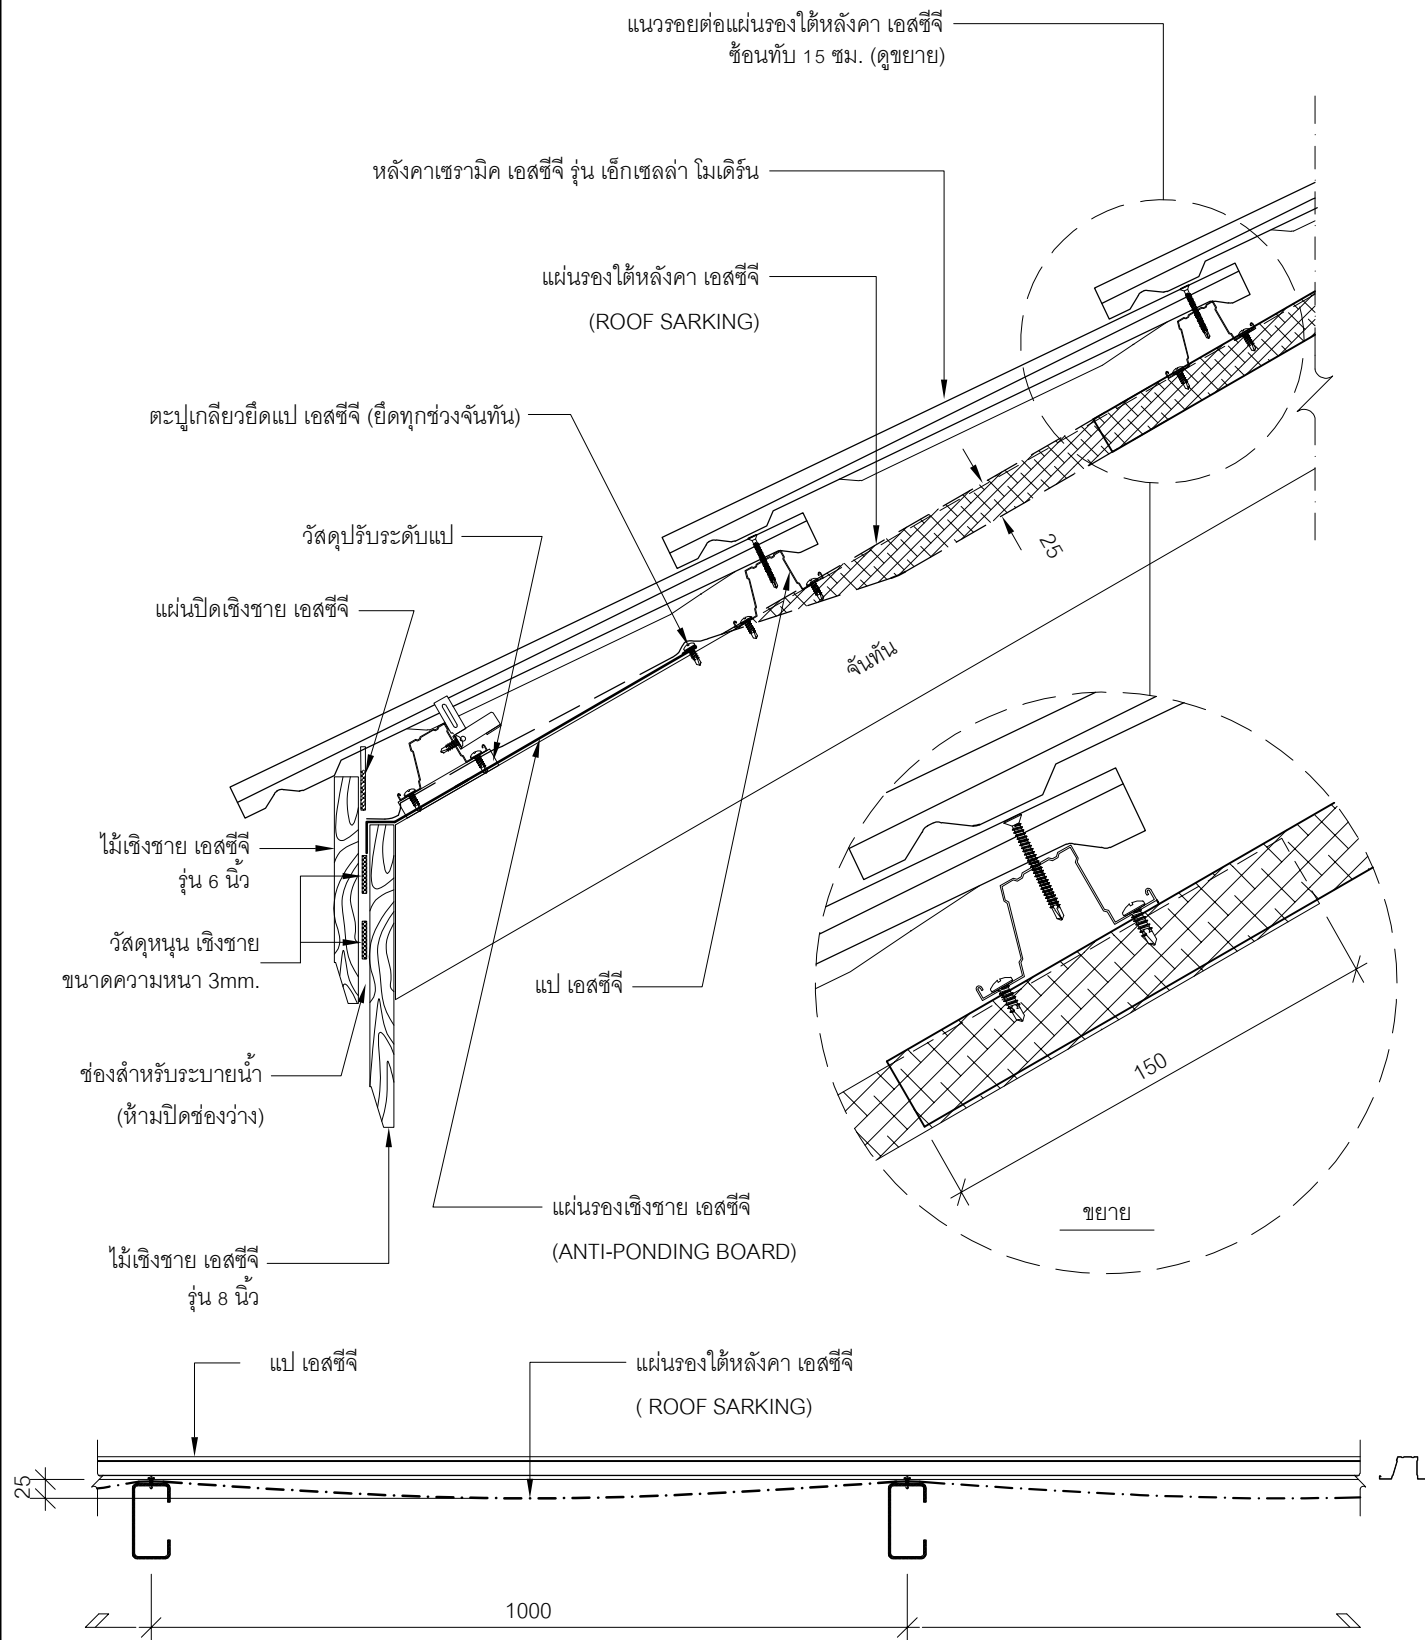 แนวรอยต่อแผ่นรองใต้หลังคา เอสซีจี
ซ้อนทับ 15 ซม. (ดูขยาย)
หลังคาเซรามิค เอสซีจี รุ่น เอ็กเซลล่า โมเดิร์น
แผ่นรองใต้หลังคา เอสซีจี
(ROOF SARKING)
ตะปูเกลียวยึดแป เอสซีจี (ยึดทุกช่วงจันทัน)
วัสดุปรับระดับแป
25
แผ่นปิดเชิงชาย เอสซีจี
จันทัน
ไม้เชิงชาย เอสซีจี
รุ่น 6 นิ้ว
วัสดุหนุน เชิงชาย
ขนาดความหนา 3mm.
แป เอสซีจี
ช่องสำหรับระบายน้ำ
(ห้ามปิดช่องว่าง)
150
แผ่นรองเชิงชาย เอสซีจี
(ANTI-PONDING BOARD)
ขยาย
ไม้เชิงชาย เอสซีจี
รุ่น 8 นิ้ว
แป เอสซีจี
แผ่นรองใต้หลังคา เอสซีจี
( ROOF SARKING)
25
1000